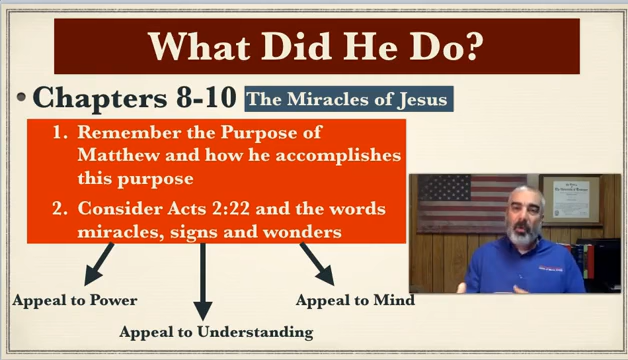 What Did He Do?
• Chapters 8-10 The Miracles of Jesus
1. Remember the Purpose of
Matthew and how he accomplishes
this purpose
2. Consider Acts 2:22 and the words
miracles, signs and wonders
Appeal to Power
Appeal to Mind
Appeal to Understanding